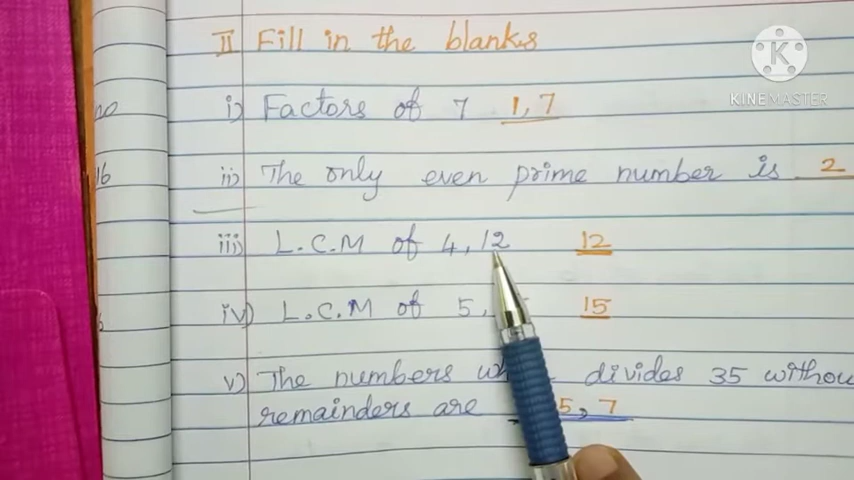 II Fill in the blanks
KINEMASTER
i) Factors of 7 1,7
16
ii) The only even prime number is 2
iii) L.C.M of 4,12 12
iv) L.C.M of 5, 15
v) The numbers divides 35
remainders are 5, 7